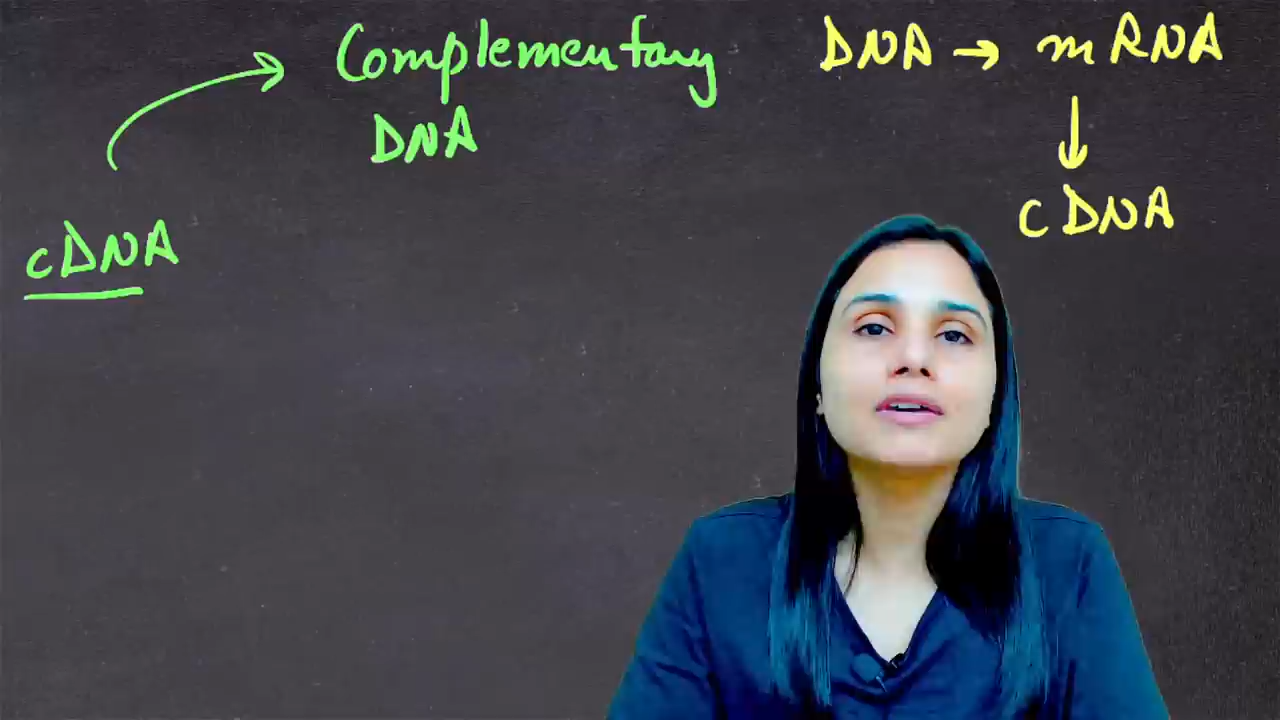 Complementary
DNA
cDNA
DNA → mRNA
↓
cDNA